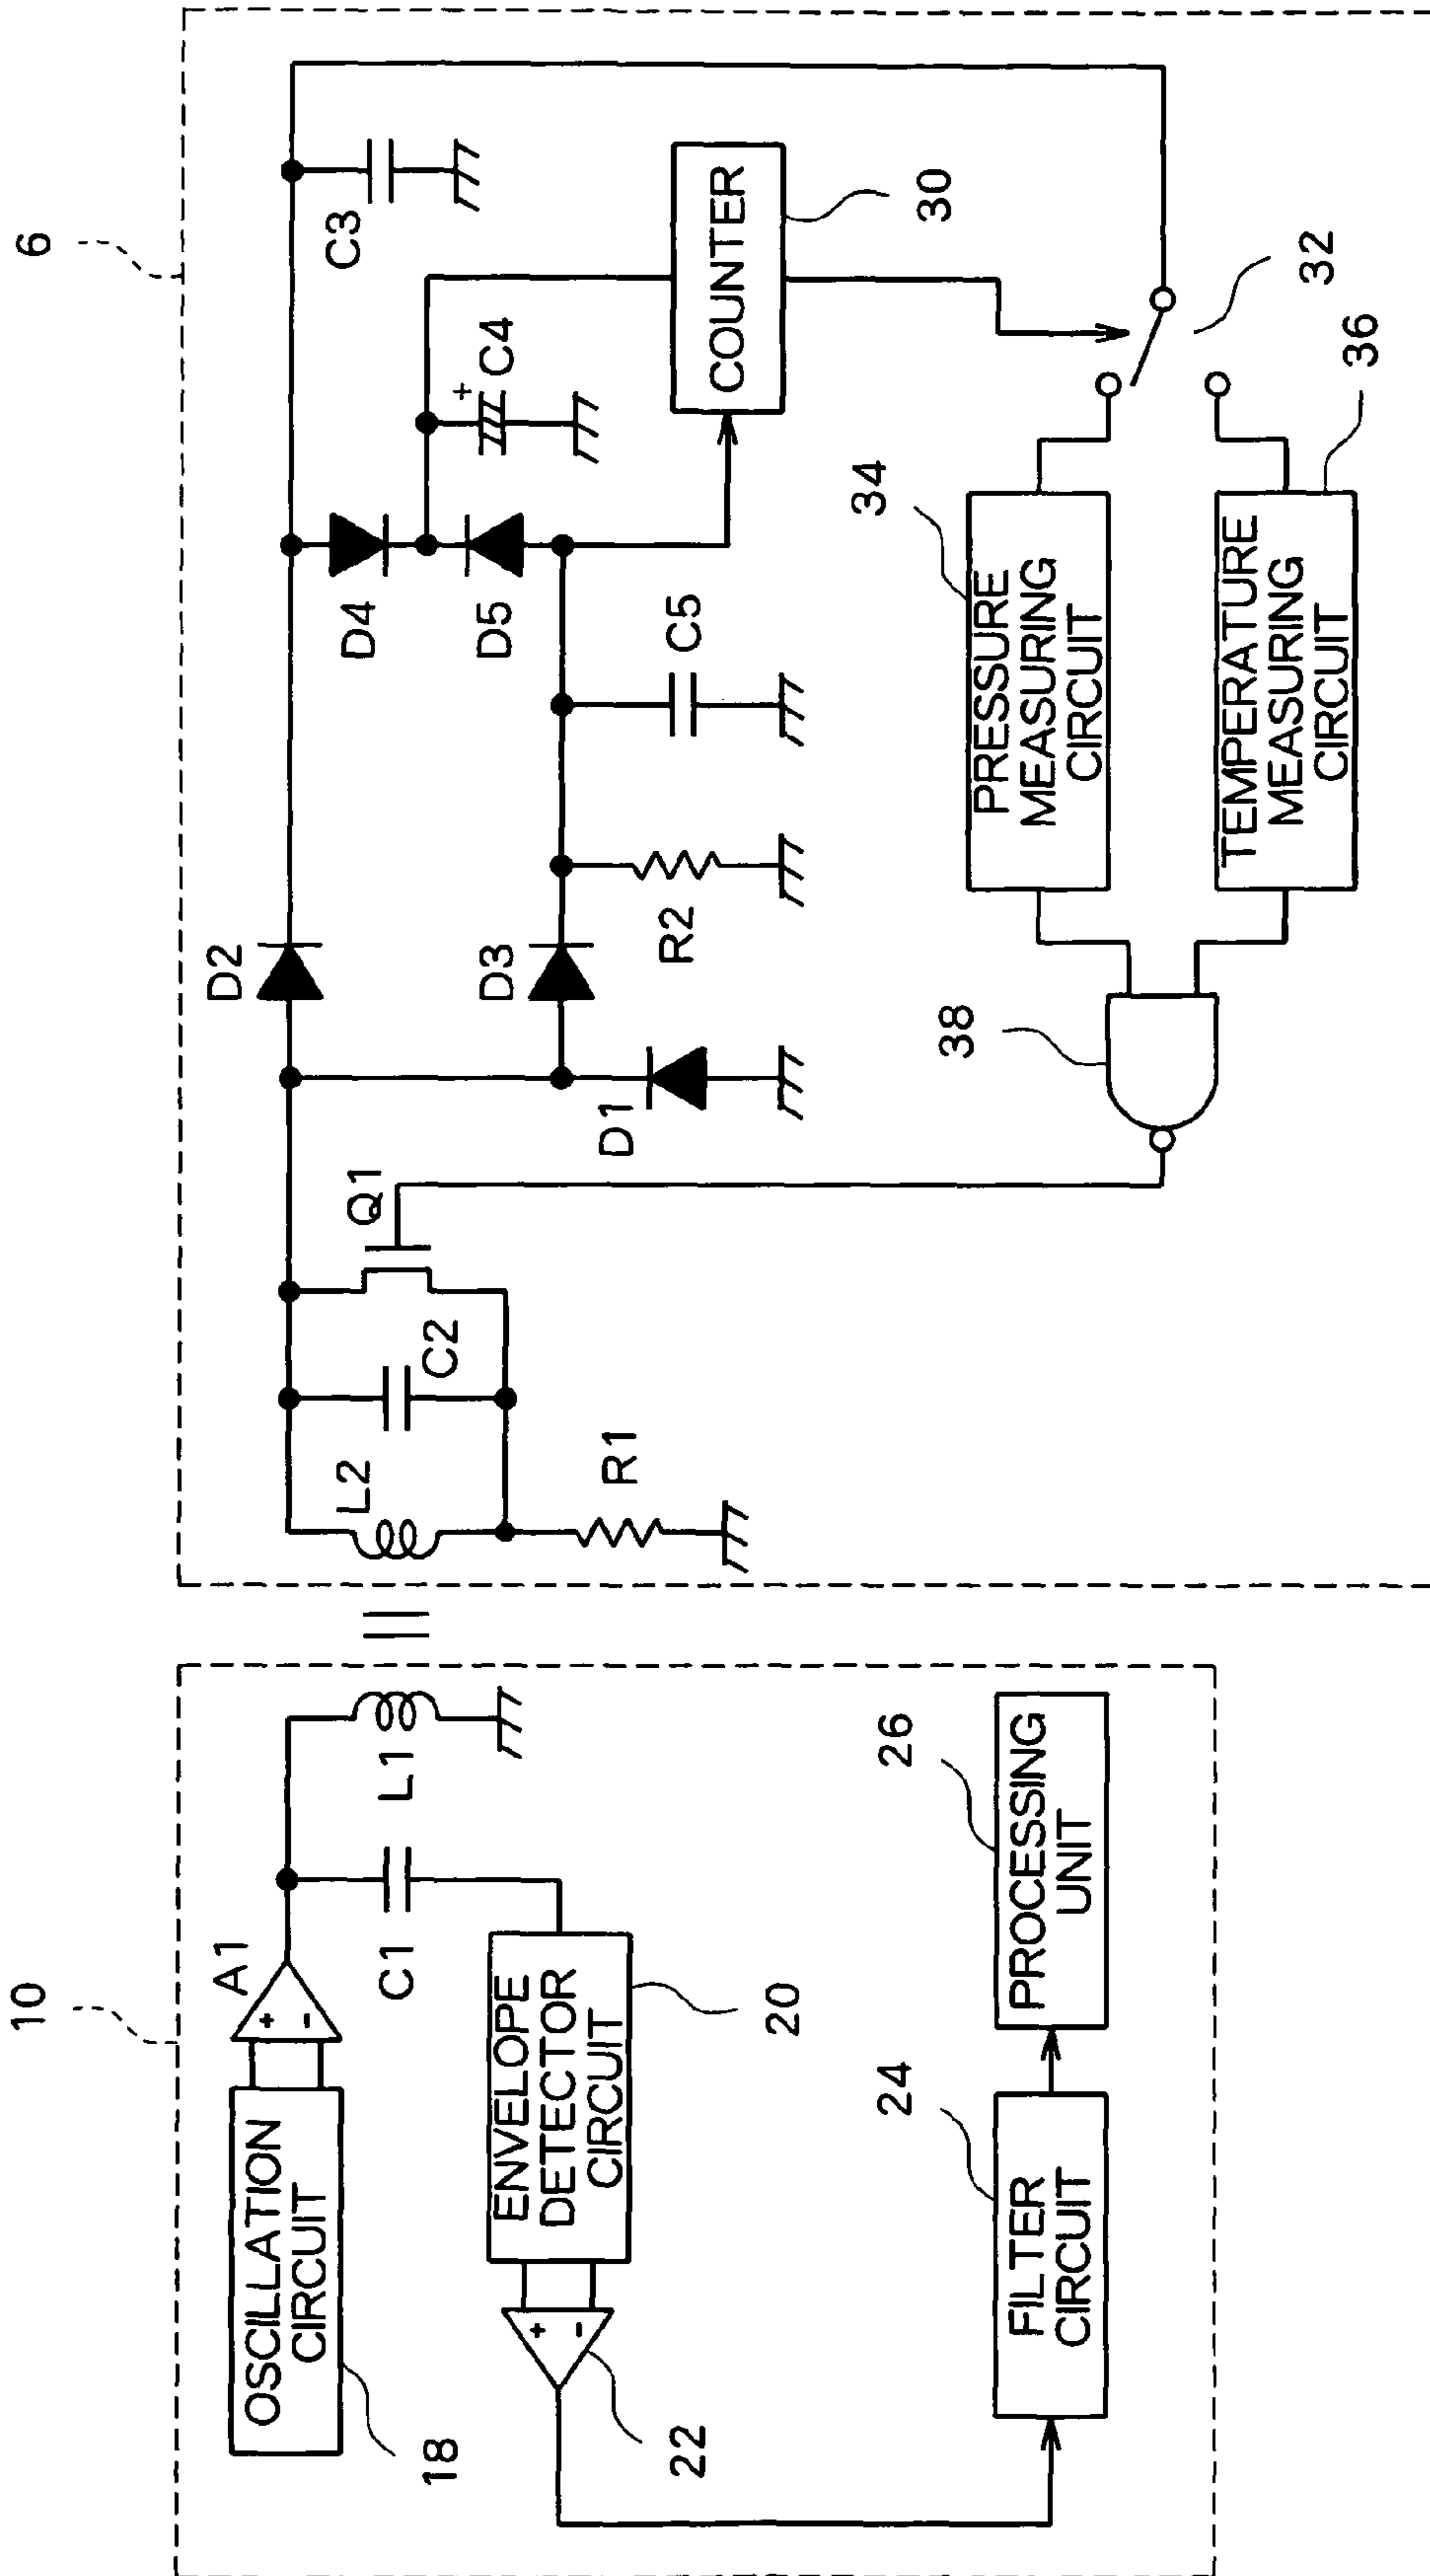 10
OSCILLATION
CIRCUIT
18
A1
+
-
C1
L1
ENVELOPE
DETECTOR
CIRCUIT
20
+
-
22
FILTER
CIRCUIT
24
PROCESSING
UNIT
26
6
L2
C2
Q1
R1
D2
D3
D1
R2
C5
D4
D5
+
C4
C3
COUNTER
30
32
PRESSURE
MEASURING
CIRCUIT
34
TEMPERATURE
MEASURING
CIRCUIT
36
38